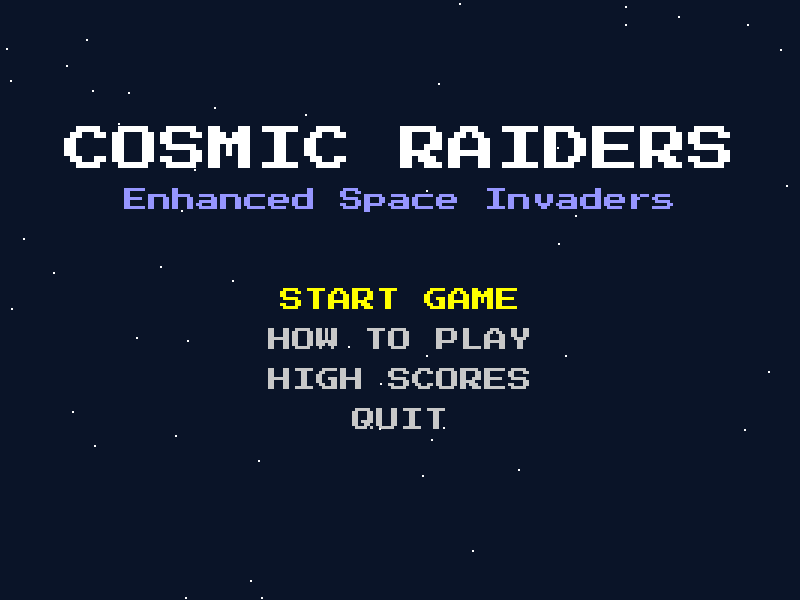 COSMIC RAIDERS
Enhanced Space Invaders
START GAME
HOW TO PLAY
HIGH SCORES
QUIT